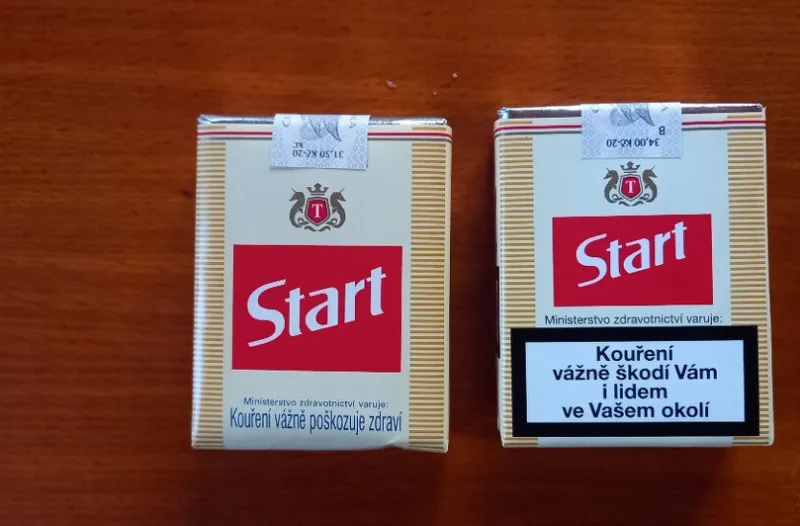 31,50 Kč-20
KČ
T
Start
Ministerstvo zdravotnictví varuje:
Kouření vážně poškozuje zdraví
34,00 Kč-20
B
T
Start
Ministerstvo zdravotnictví varuje:
Kouření
vážně škodí Vám
i lidem
ve Vašem okolí